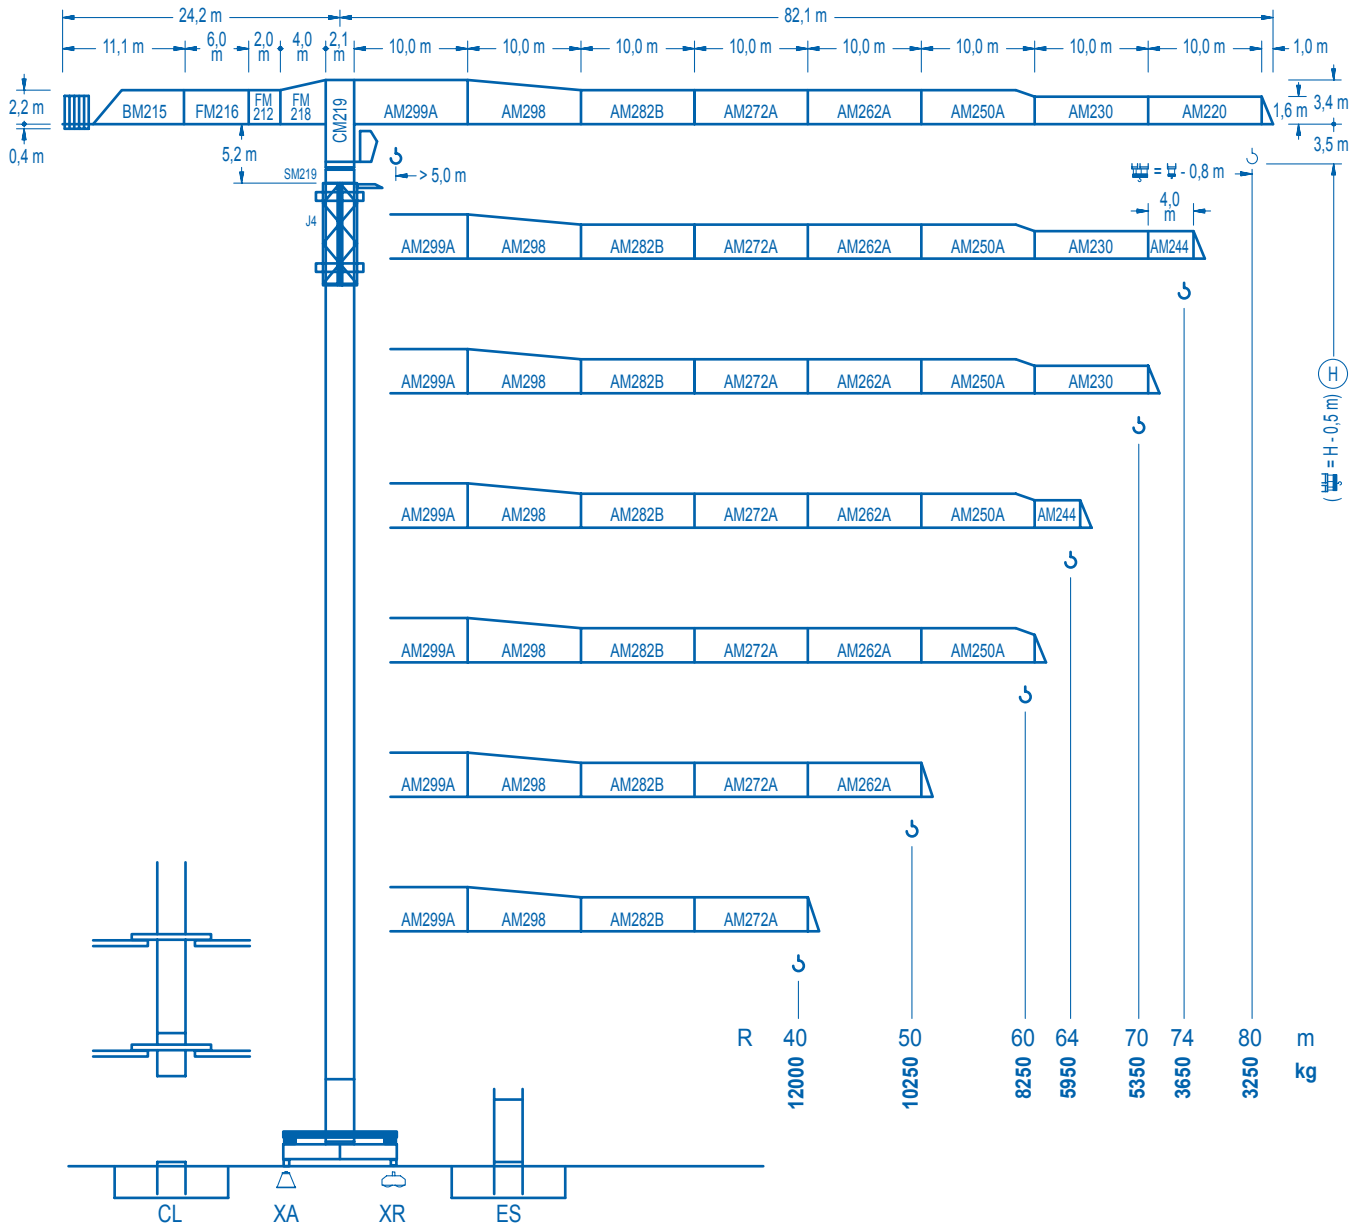 24,2 m
82,1 m
11,1 m
6,0 m
2,0 m
4,0 m
2,1 m
10,0 m
10,0 m
10,0 m
10,0 m
10,0 m
10,0 m
10,0 m
10,0 m
1,0 m
2,2 m
BM215
FM216
FM 212
FM 218
CM219
AM299A
AM298
AM282B
AM272A
AM262A
AM250A
AM230
AM220
1,6 m
3,4 m
0,4 m
5,2 m
3,5 m
SM219
> 5,0 m
= - 0,8 m
J4
4,0 m
AM299A
AM298
AM282B
AM272A
AM262A
AM250A
AM230
AM244
AM299A
AM298
AM282B
AM272A
AM262A
AM250A
AM230
H
( = H - 0,5 m)
AM299A
AM298
AM282B
AM272A
AM262A
AM250A
AM244
AM299A
AM298
AM282B
AM272A
AM262A
AM250A
AM299A
AM298
AM282B
AM272A
AM262A
AM299A
AM298
AM282B
AM272A
R 40 50 60 64 70 74 80 m
12000 10250 8250 5950 5350 3650 3250 kg
CL
XA
XR
ES